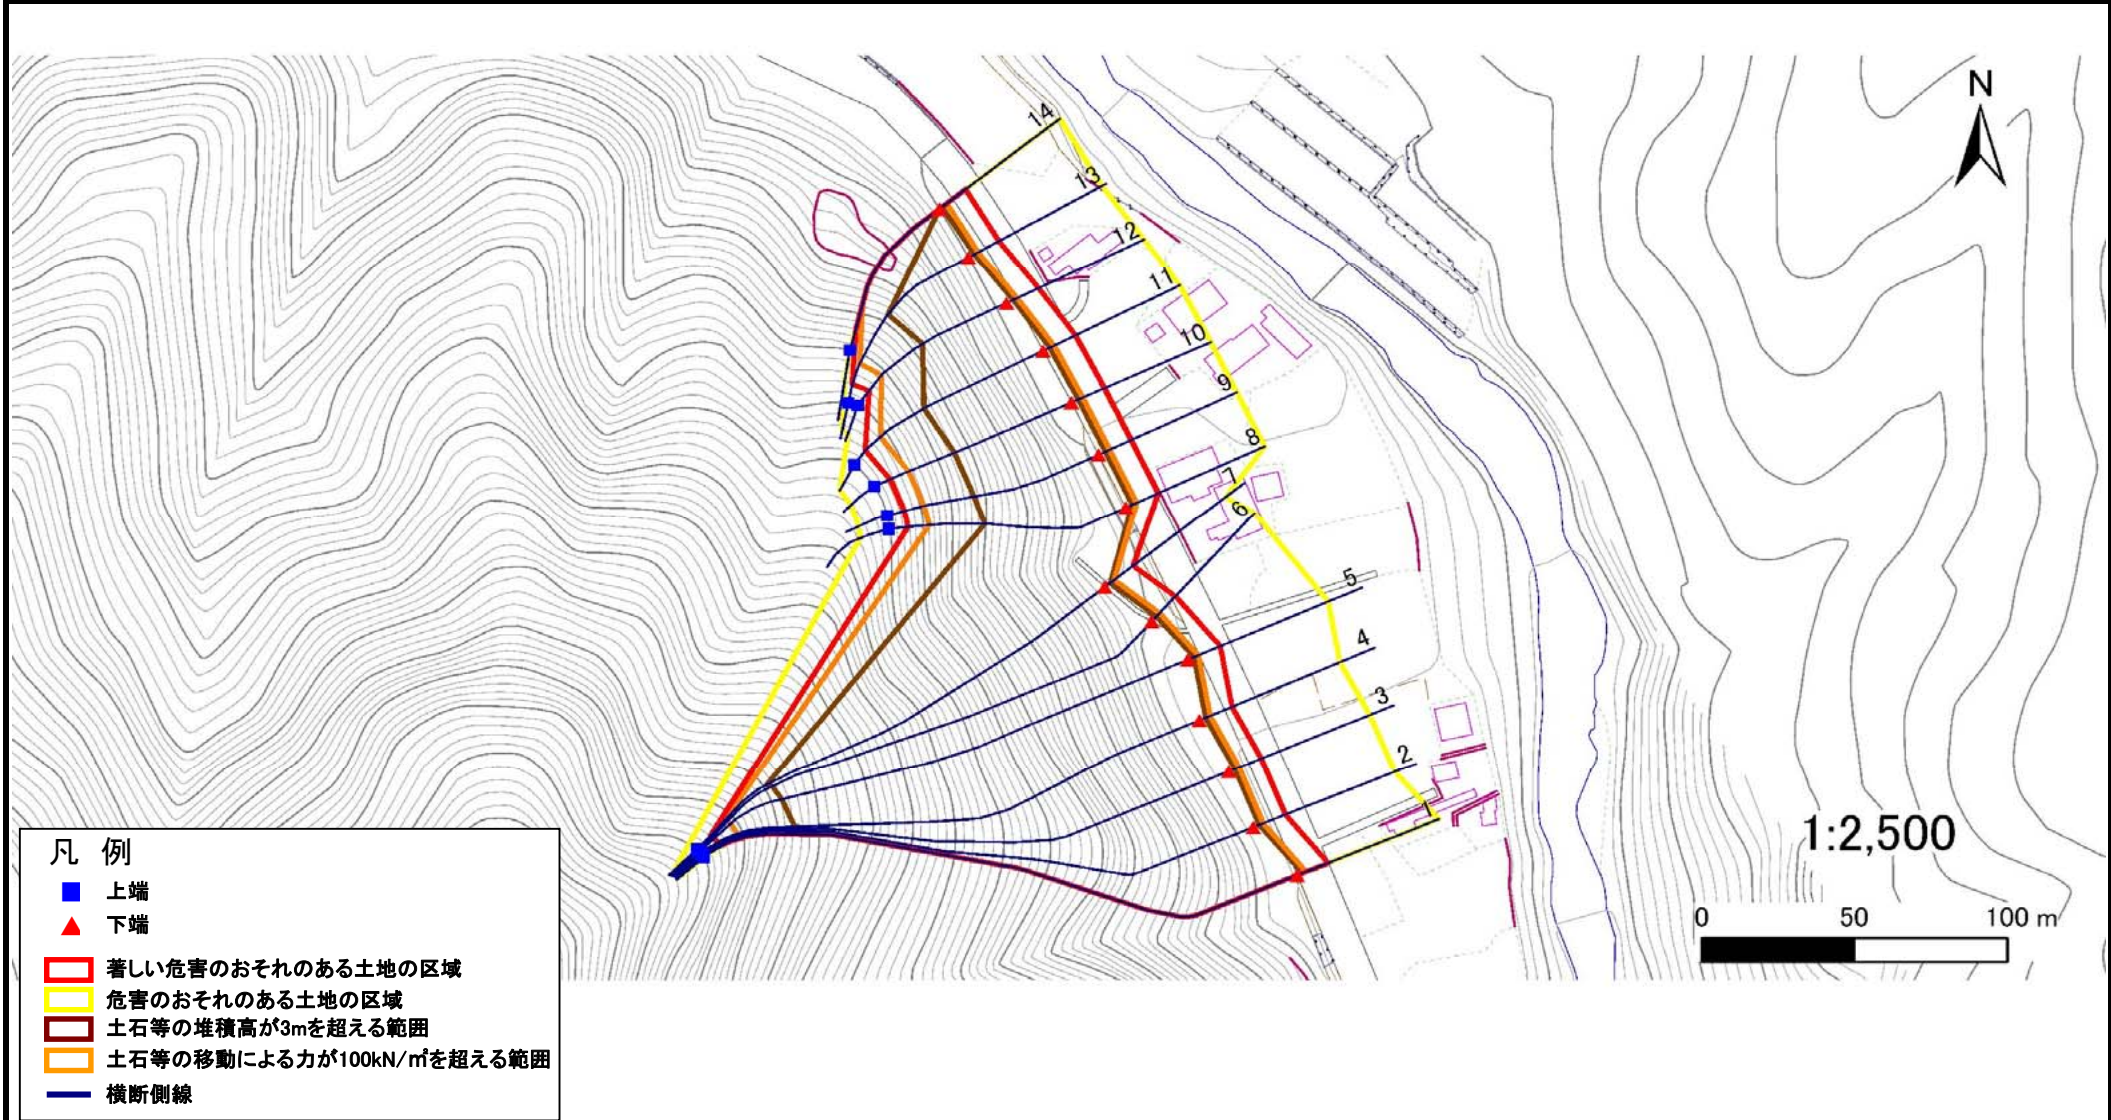 N
14
13
12
11
10
9
8
7
6
5
4
3
2
1
1:2,500
0 50 100 m
凡 例
上端
下端
著しい危害のおそれのある土地の区域
危害のおそれのある土地の区域
土石等の堆積高が3mを超える範囲
土石等の移動による力が100kN/㎡を超える範囲
横断側線